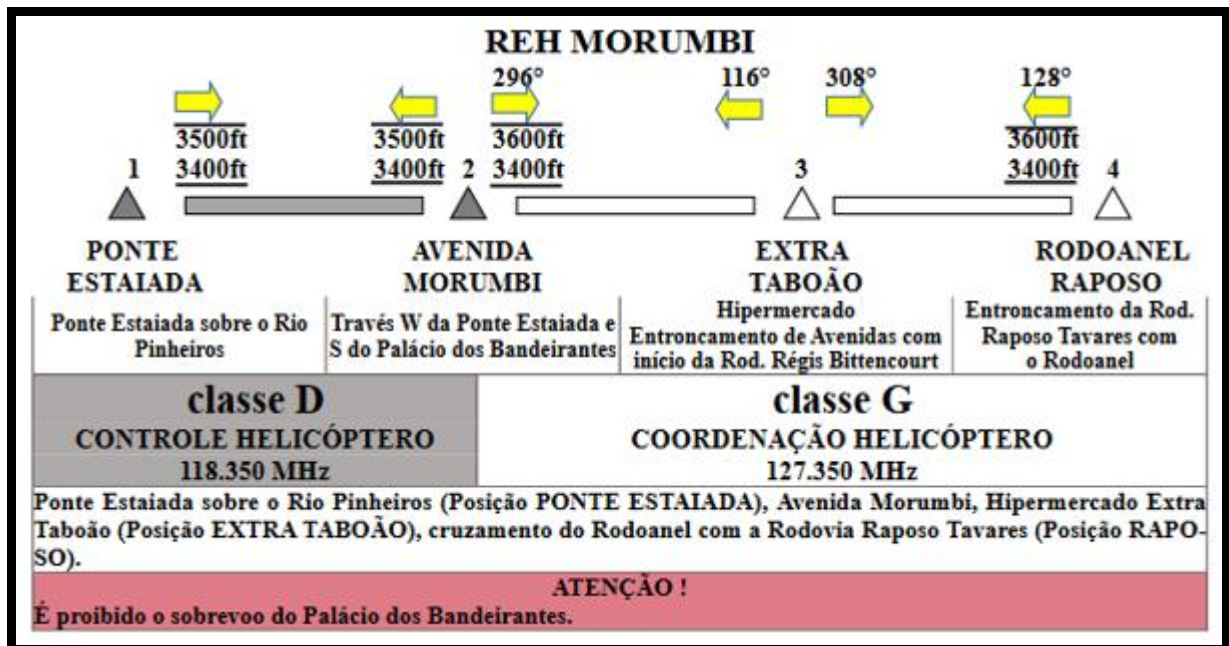 REH MORUMBI
296° 116° 308° 128°
3500ft 3500ft 3600ft 3600ft
1 3400ft 3400ft 2 3400ft 3 3400ft 4
PONTE
ESTAIADA
AVENIDA
MORUMBI
EXTRA
TABOÃO
RODOANEL
RAPOSO
Ponte Estaiada sobre o Rio
Pinheiros
Través W da Ponte Estaiada e
S do Palácio dos Bandeirantes
Hipermercado
Entroncamento de Avenidas com
início da Rod. Régis Bittencourt
Entroncamento da Rod.
Raposo Tavares com
o Rodoanel
classe D
CONTROLE HELICÓPTERO
118.350 MHz
classe G
COORDENAÇÃO HELICÓPTERO
127.350 MHz
Ponte Estaiada sobre o Rio Pinheiros (Posição PONTE ESTAIADA), Avenida Morumbi, Hipermercado Extra
Taboão (Posição EXTRA TABOÃO), cruzamento do Rodoanel com a Rodovia Raposo Tavares (Posição RAPO-
SO).
ATENÇÃO !
É proibido o sobrevoo do Palácio dos Bandeirantes.